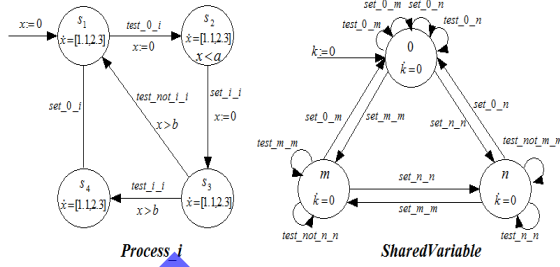 set_0_m
set_0_n
test_0_m
test_0_n
x:=0
s1
ẋ=[1.1,2.3]
test_0_i
x:=0
s2
ẋ=[1.1,2.3]
x<a
k:=0
0
k̇=0
set_0_i
test_not_i_i
x>b
set_i_i
x:=0
set_0_m
set_m_m
set_0_n
set_n_n
test_m_m
test_not_m_m
s4
ẋ=[1.1,2.3]
test_i_i
x>b
s3
ẋ=[1.1,2.3]
m
k̇=0
set_n_n
set_m_m
n
k̇=0
test_not_n_n
test_n_n
Process_i
SharedVariable